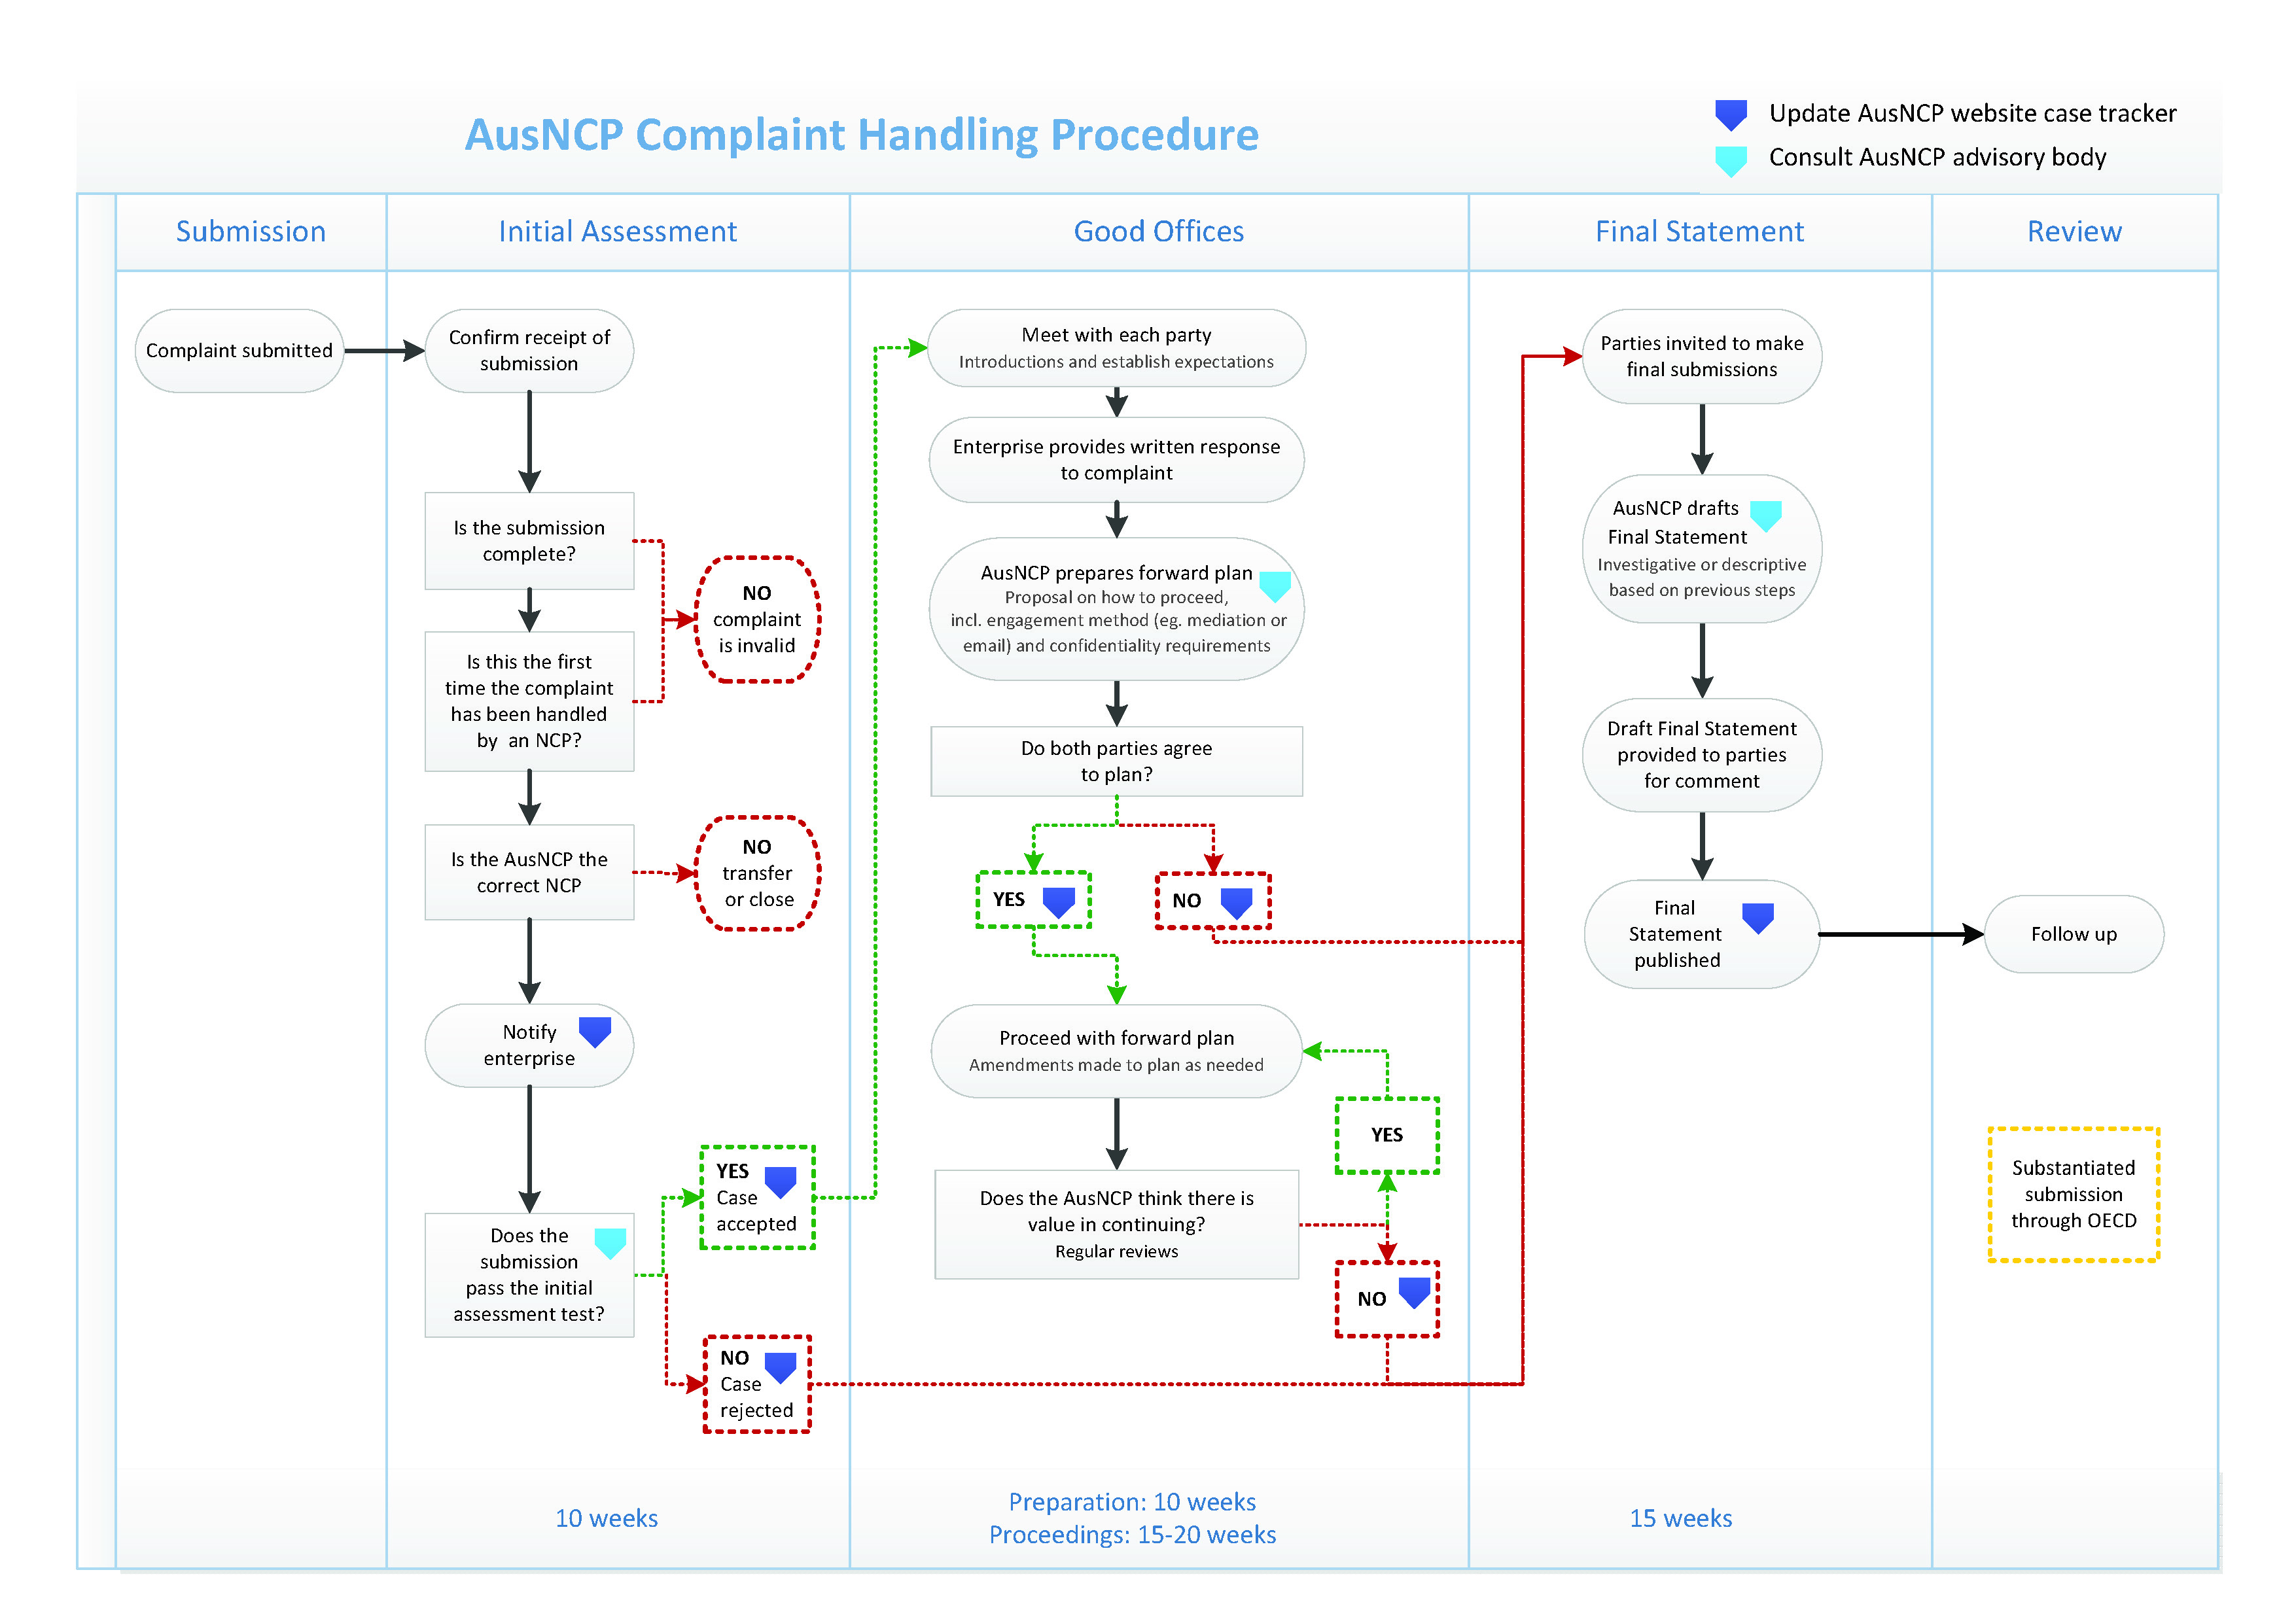 AusNCP Complaint Handling Procedure
Update AusNCP website case tracker
Consult AusNCP advisory body
Submission
Initial Assessment
Good Offices
Final Statement
Review
Complaint submitted
Confirm receipt of
submission
Is the submission
complete?
NO
complaint
is invalid
Is this the first
time the complaint
has been handled
by an NCP?
Is the AusNCP the
correct NCP
NO
transfer
or close
Notify
enterprise
Does the
submission
pass the initial
assessment test?
YES
Case
accepted
NO
Case
rejected
10 weeks
Meet with each party
Introductions and establish expectations
Enterprise provides written response
to complaint
AusNCP prepares forward plan
Proposal on how to proceed,
incl. engagement method (eg. mediation or
email) and confidentiality requirements
Do both parties agree
to plan?
YES
NO
Proceed with forward plan
Amendments made to plan as needed
Does the AusNCP think there is
value in continuing?
Regular reviews
YES
NO
Preparation: 10 weeks
Proceedings: 15-20 weeks
Parties invited to make
final submissions
AusNCP drafts
Final Statement
Investigative or descriptive
based on previous steps
Draft Final Statement
provided to parties
for comment
Final
Statement
published
15 weeks
Follow up
Substantiated
submission
through OECD